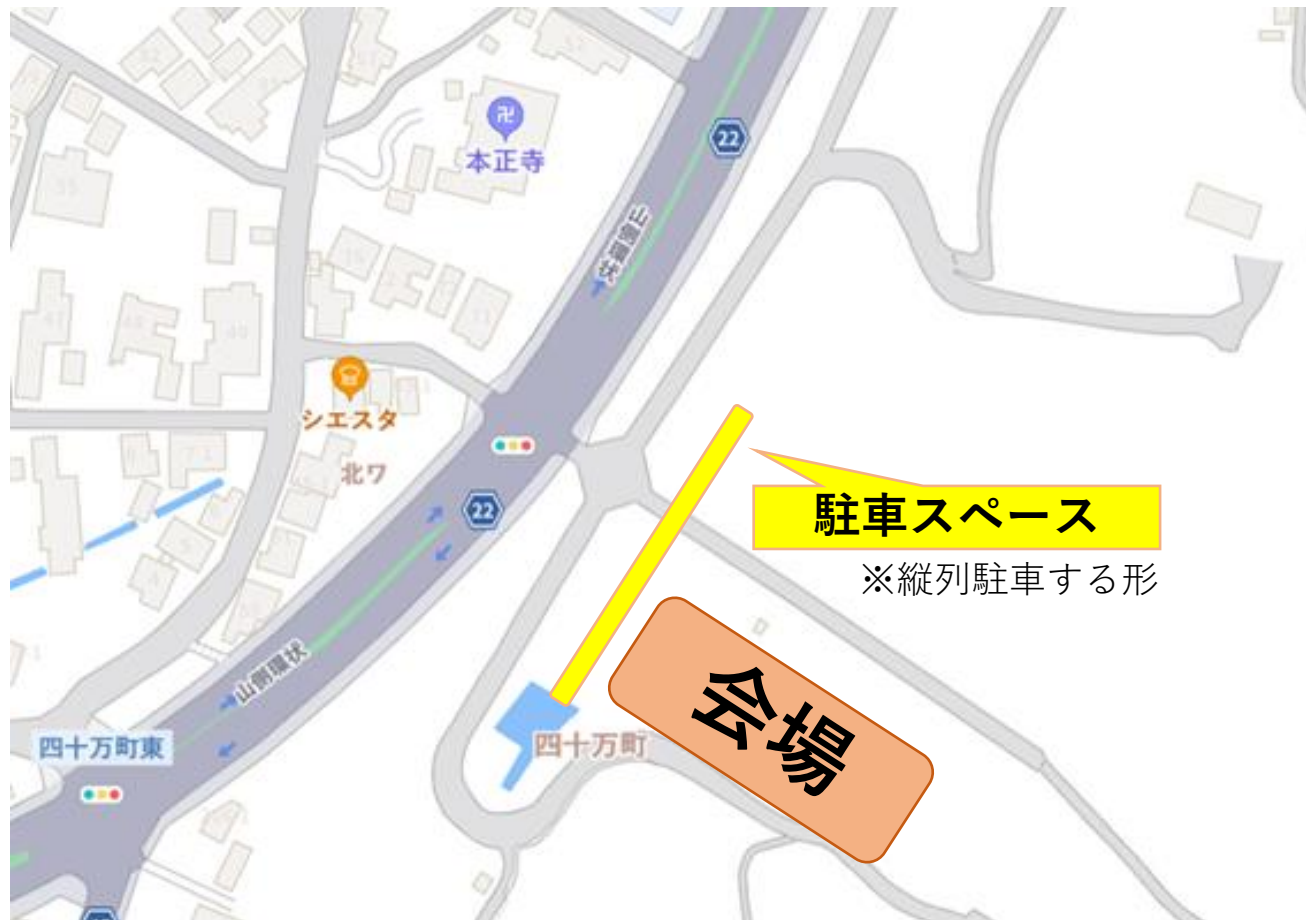 22
本正寺
山側環状
シエスタ
北ワ
22
駐車スペース
※縦列駐車する形
会場
山側環状
四十万町東
四十万町